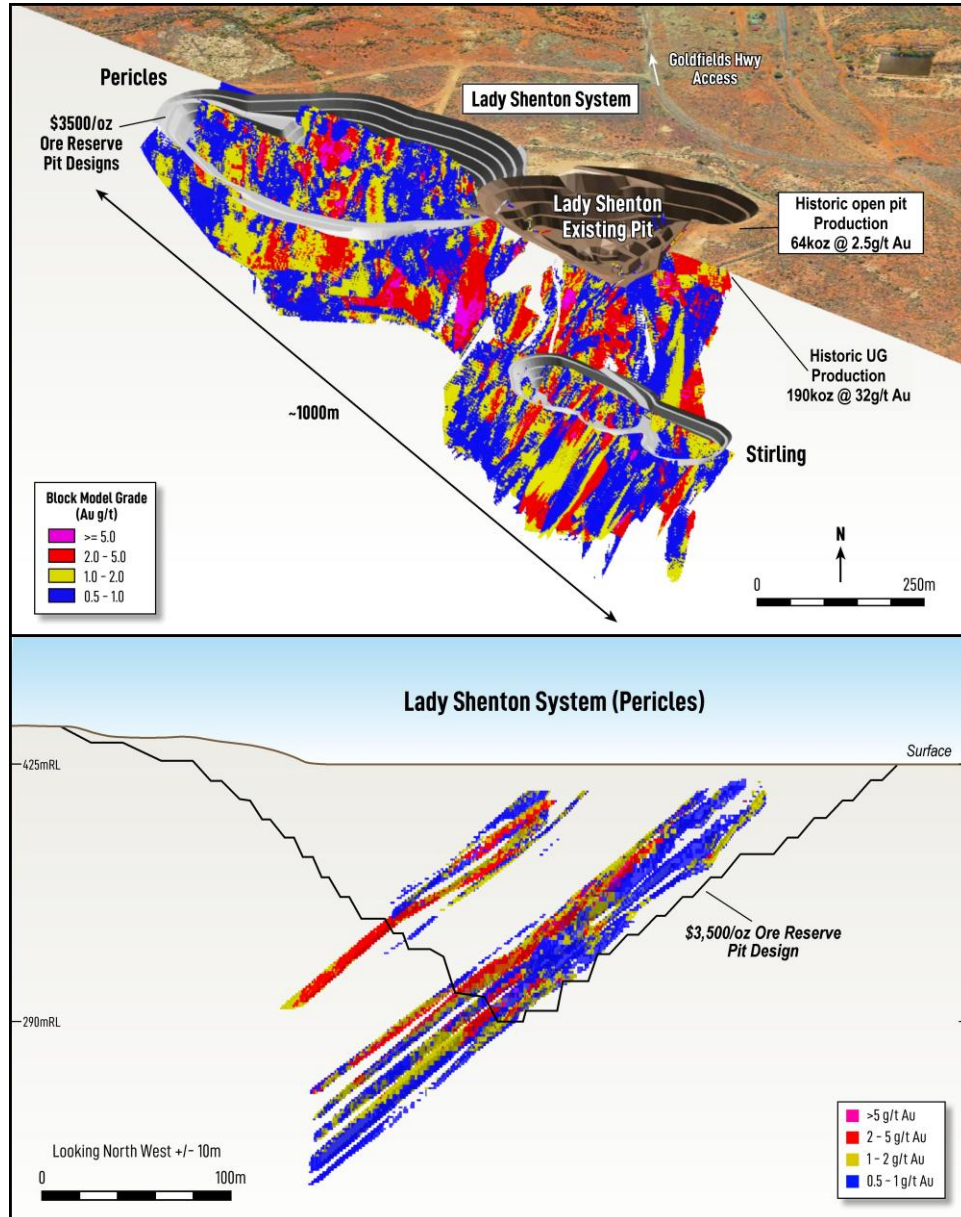 Pericles
$3500/oz
Ore Reserve
Pit Designs
Lady Shenton System
Goldfields Hwy
Access
Lady Shenton
Existing Pit
Historic open pit
Production
64koz @ 2.5g/t Au
Historic UG
Production
190koz @ 32g/t Au
~1000m
Stirling
Block Model Grade
(Au g/t)
>= 5.0
2.0 - 5.0
1.0 - 2.0
0.5 - 1.0
N
0 250m
Lady Shenton System (Pericles)
Surface
425mRL
$3,500/oz Ore Reserve
Pit Design
290mRL
Looking North West +/- 10m
0 100m
>5 g/t Au
2 - 5 g/t Au
1 - 2 g/t Au
0.5 - 1 g/t Au